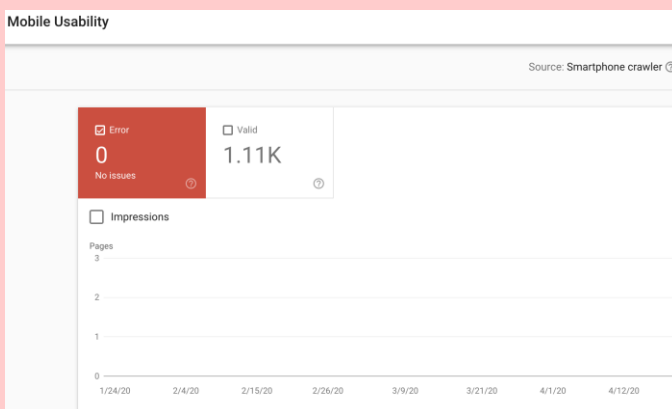 Mobile Usability
Source: Smartphone crawler
Error
Valid
0
1.11K
No issues
Impressions
Pages
3
2
1
0
1/24/20 2/4/20 2/15/20 2/26/20 3/9/20 3/21/20 4/1/20 4/12/20